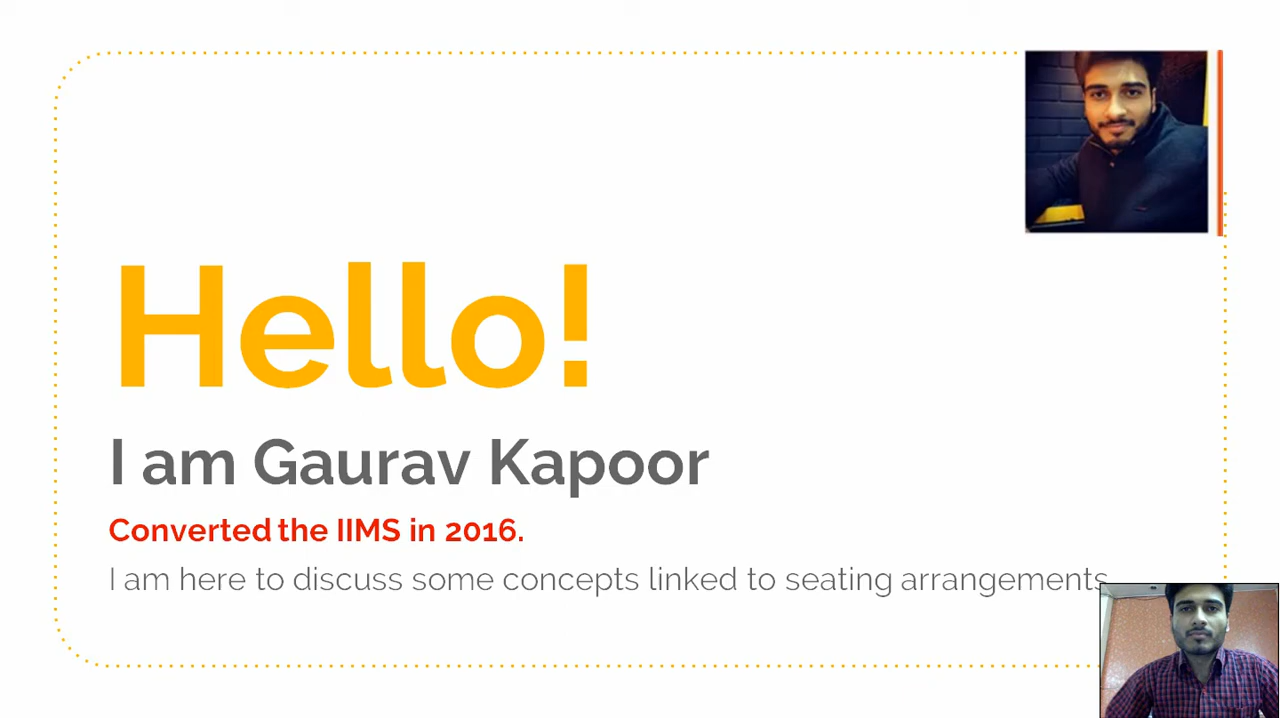 Hello!
I am Gaurav Kapoor
Converted the IIMS in 2016.
I am here to discuss some concepts linked to seating arrangements